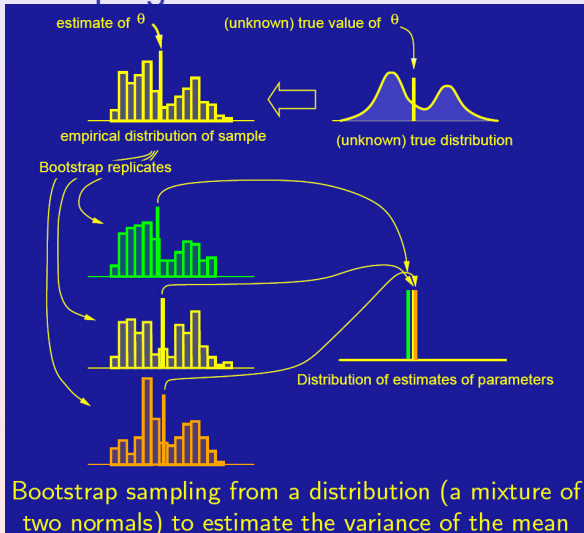 estimate of θ
(unknown) true value of θ
empirical distribution of sample
(unknown) true distribution
Bootstrap replicates
Distribution of estimates of parameters
Bootstrap sampling from a distribution (a mixture of
two normals) to estimate the variance of the mean